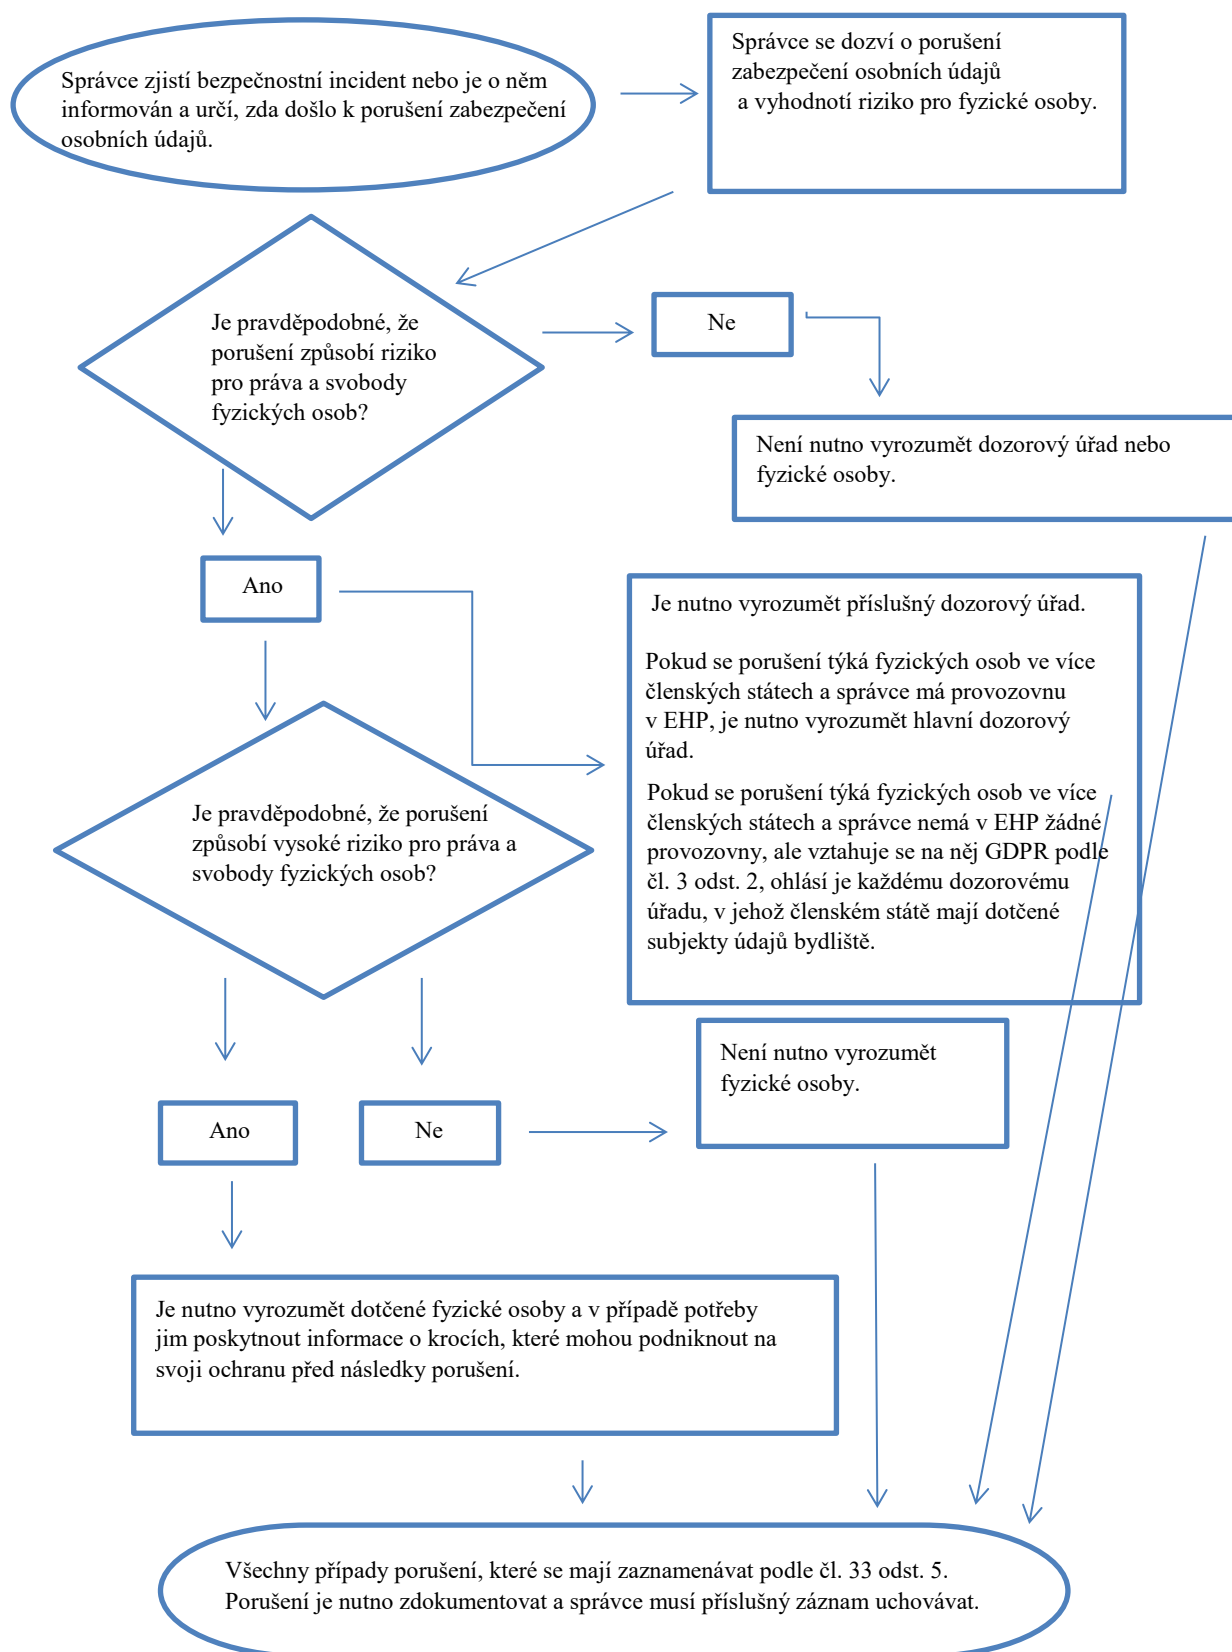 Správce zjistí bezpečnostní incident nebo je o něm
informován a určí, zda došlo k porušení zabezpečení
osobních údajů.
Správce se dozví o porušení
zabezpečení osobních údajů
a vyhodnotí riziko pro fyzické osoby.
Je pravděpodobné, že
porušení způsobí riziko
pro práva a svobody
fyzických osob?
Ne
Není nutno vyrozumět dozorový úřad nebo
fyzické osoby.
Ano
Je nutno vyrozumět příslušný dozorový úřad.
Pokud se porušení týká fyzických osob ve více
členských státech a správce má provozovnu
v EHP, je nutno vyrozumět hlavní dozorový
úřad.
Pokud se porušení týká fyzických osob ve více
členských státech a správce nemá v EHP žádné
provozovny, ale vztahuje se na něj GDPR podle
čl. 3 odst. 2, ohlásí je každému dozorovému
úřadu, v jehož členském státě mají dotčené
subjekty údajů bydliště.
Je pravděpodobné, že porušení
způsobí vysoké riziko pro práva a
svobody fyzických osob?
Ano
Ne
Není nutno vyrozumět
fyzické osoby.
Je nutno vyrozumět dotčené fyzické osoby a v případě potřeby
jim poskytnout informace o krocích, které mohou podniknout na
svoji ochranu před následky porušení.
Všechny případy porušení, které se mají zaznamenávat podle čl. 33 odst. 5.
Porušení je nutno zdokumentovat a správce musí příslušný záznam uchovávat.